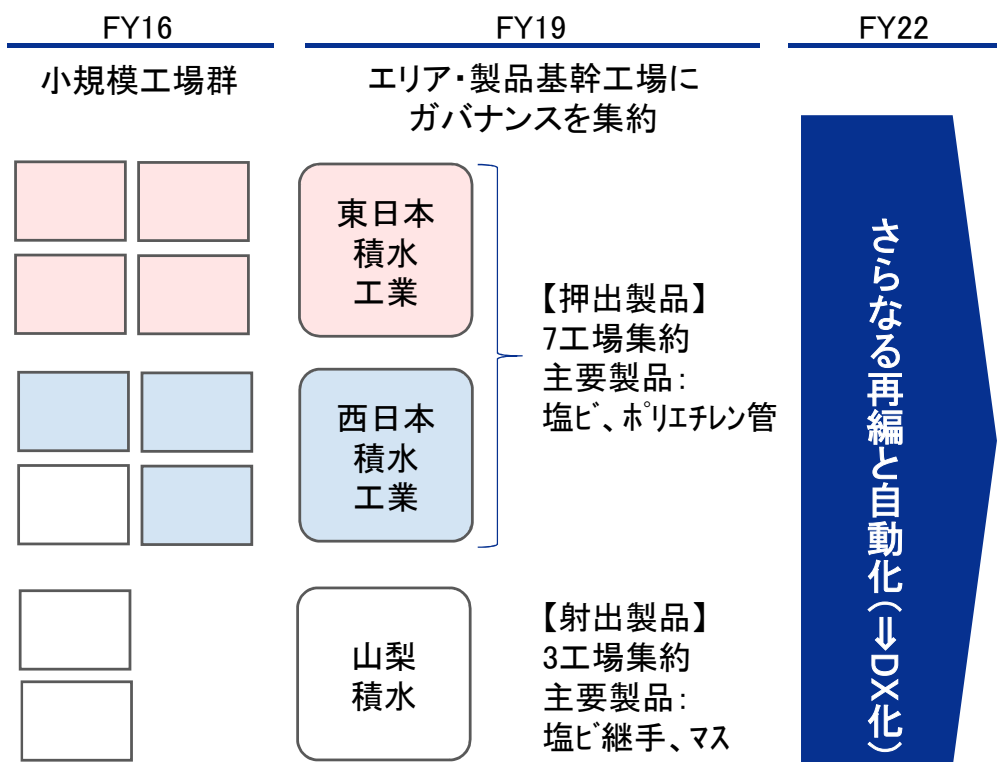 FY16
小規模工場群
FY19
エリア・製品基幹工場に
ガバナンスを集約
東日本
積水
工業
西日本
積水
工業
【押出製品】
7工場集約
主要製品：
塩ビ、ポリエチレン管
山梨
積水
【射出製品】
3工場集約
主要製品：
塩ビ継手、マス
FY22
さらなる再編と自動化（⇒DX化）